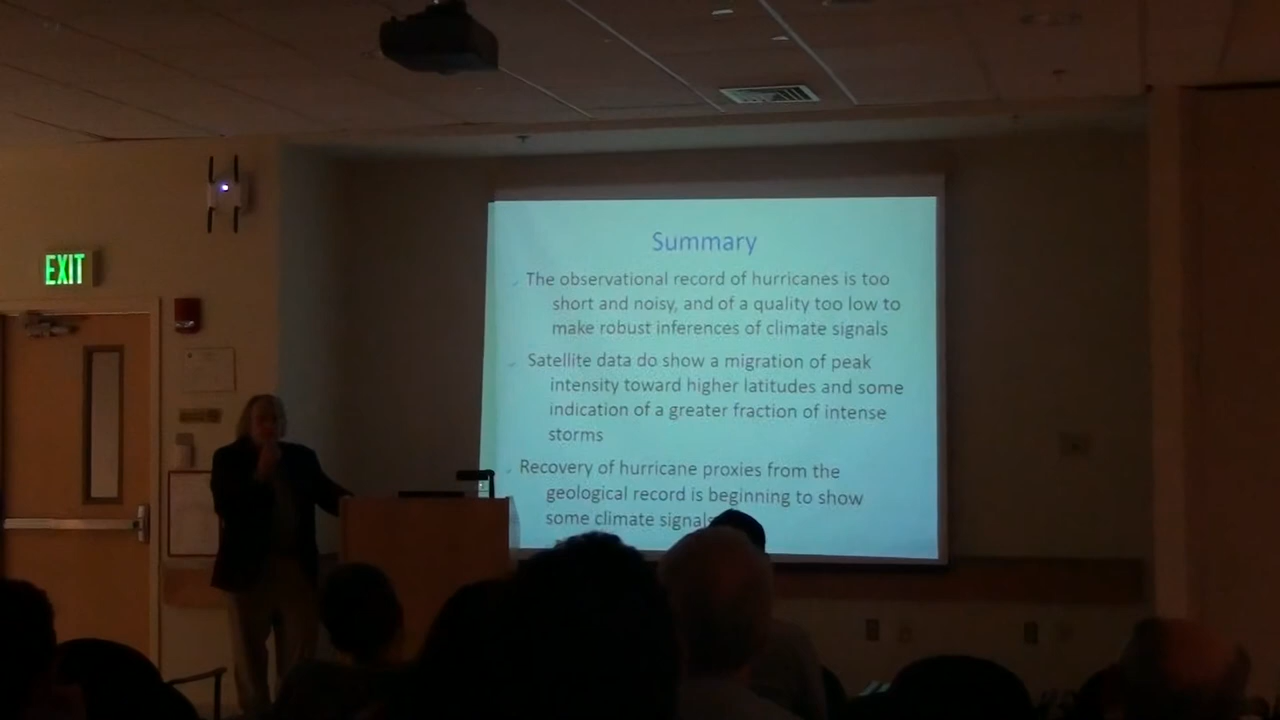 EXIT
Summary
The observational record of hurricanes is too
short and noisy, and of a quality too low to
make robust inferences of climate signals
Satellite data do show a migration of peak
intensity toward higher latitudes and some
indication of a greater fraction of intense
storms
Recovery of hurricane proxies from the
geological record is beginning to show
some climate signals